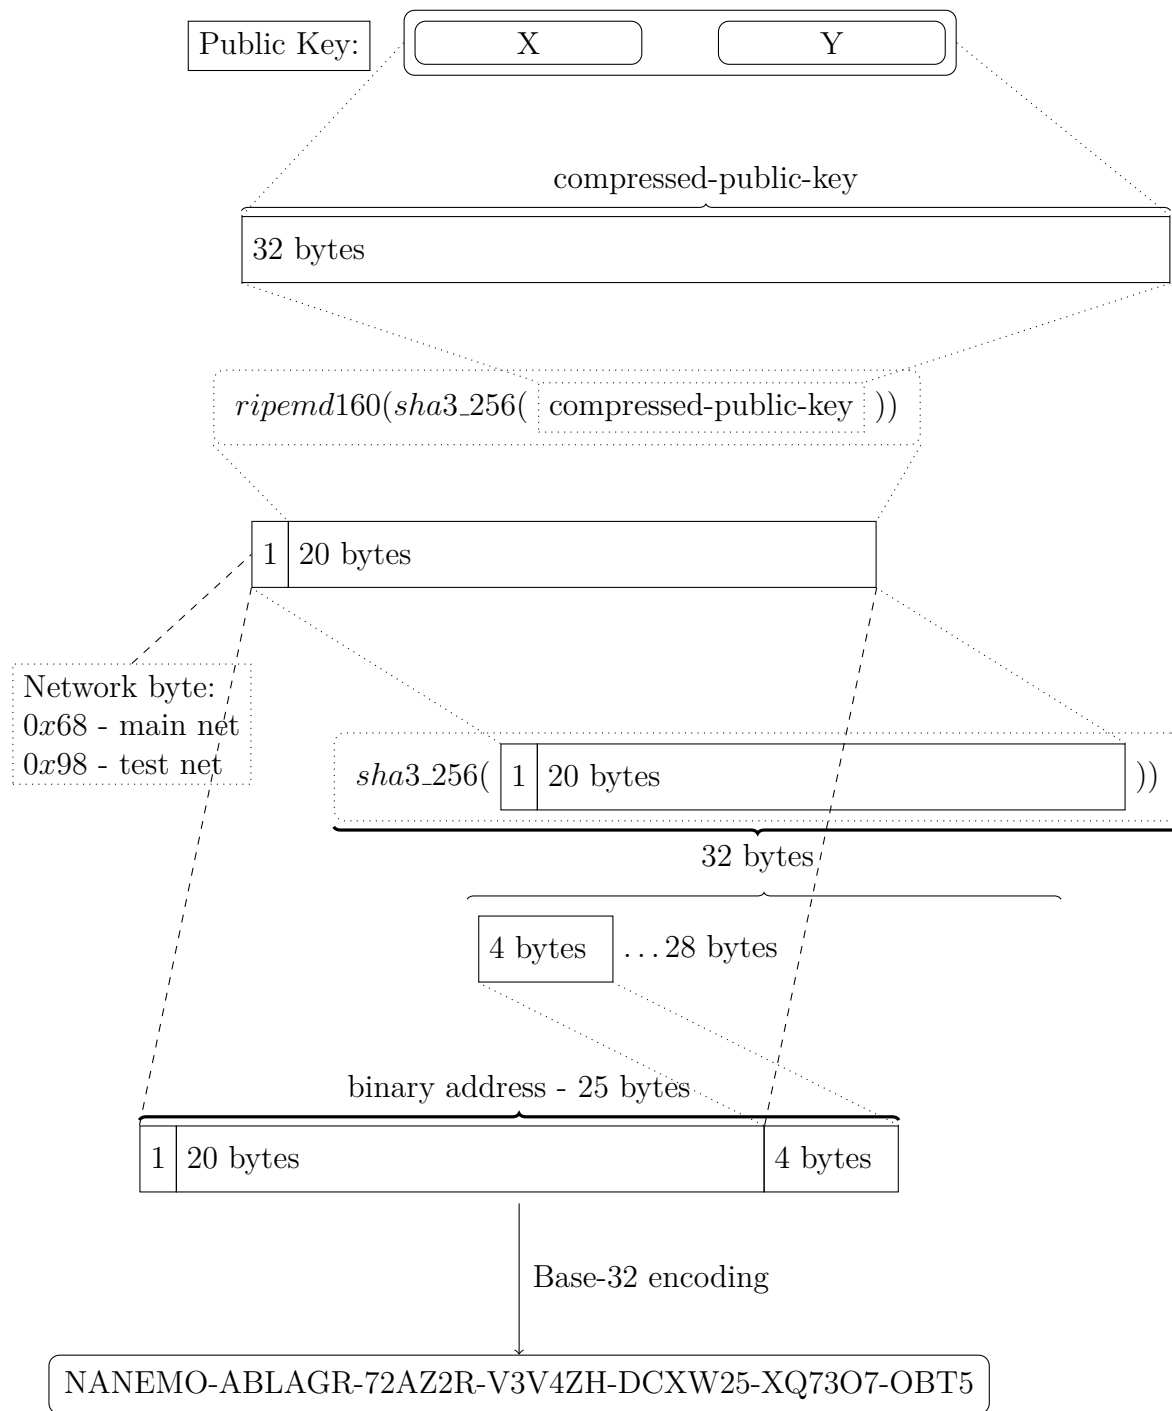 Public Key: X Y
compressed-public-key
32 bytes
ripemd160(sha3_256( compressed-public-key ))
1 20 bytes
Network byte:
0x68 - main net
0x98 - test net
sha3_256( 1 20 bytes ))
32 bytes
4 bytes ...28 bytes
binary address - 25 bytes
1 20 bytes 4 bytes
Base-32 encoding
NANEMO-ABLAGR-72AZ2R-V3V4ZH-DCXW25-XQ73O7-OBT5